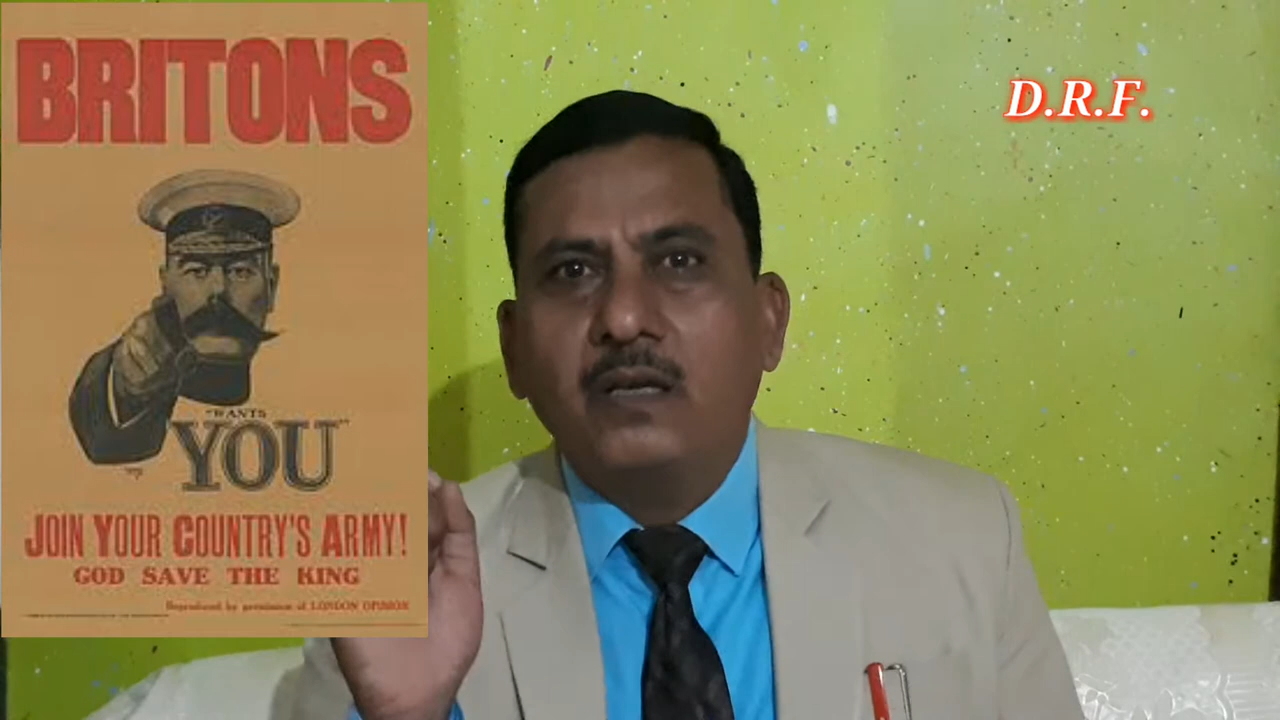 BRITONS
"WANTS
YOU"
JOIN YOUR COUNTRY'S ARMY!
GOD SAVE THE KING
Reproduced by permission of LONDON OPINION
D.R.F.